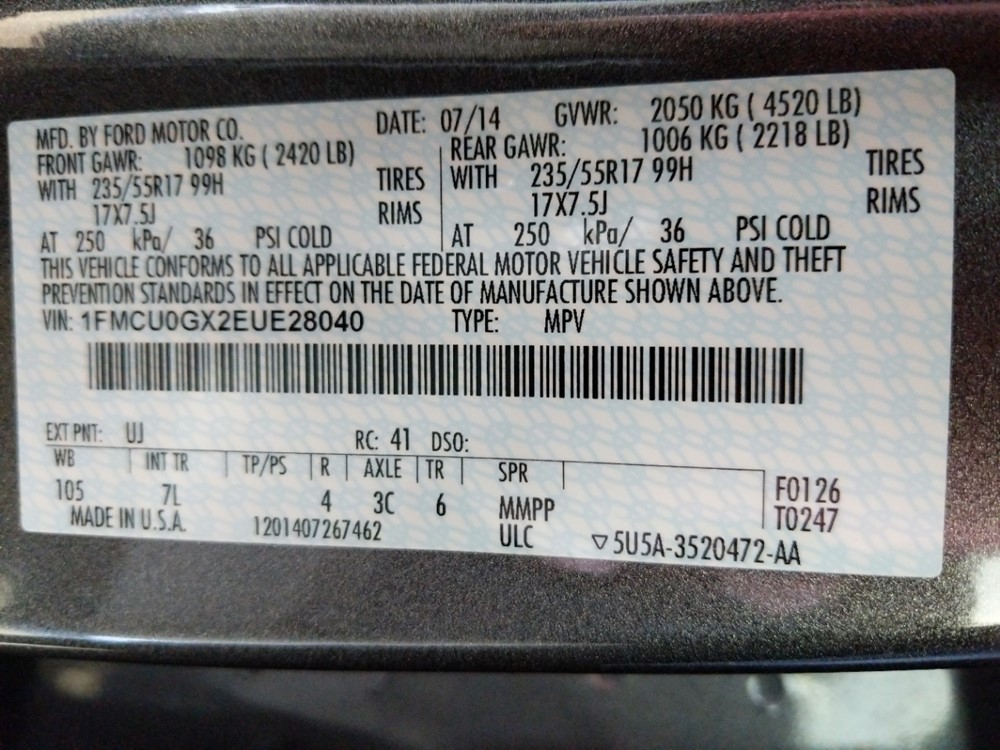 MFD. BY FORD MOTOR CO. DATE: 07/14 GVWR: 2050 KG ( 4520 LB)
FRONT GAWR: 1098 KG ( 2420 LB) REAR GAWR: 1006 KG ( 2218 LB)
WITH 235/55R17 99H TIRES WITH 235/55R17 99H TIRES
17X7.5J RIMS 17X7.5J RIMS
AT 250 kPa/ 36 PSI COLD AT 250 kPa/ 36 PSI COLD
THIS VEHICLE CONFORMS TO ALL APPLICABLE FEDERAL MOTOR VEHICLE SAFETY AND THEFT
PREVENTION STANDARDS IN EFFECT ON THE DATE OF MANUFACTURE SHOWN ABOVE.
VIN: 1FMCU0GX2EUE28040 TYPE: MPV
EXT PNT: UJ RC: 41 DSO:
WB INT TR TP/PS R AXLE TR SPR
105 7L 4 3C 6 MMPP F0126
MADE IN U.S.A. 1201407267462 ULC T0247
▽5U5A-3520472-AA